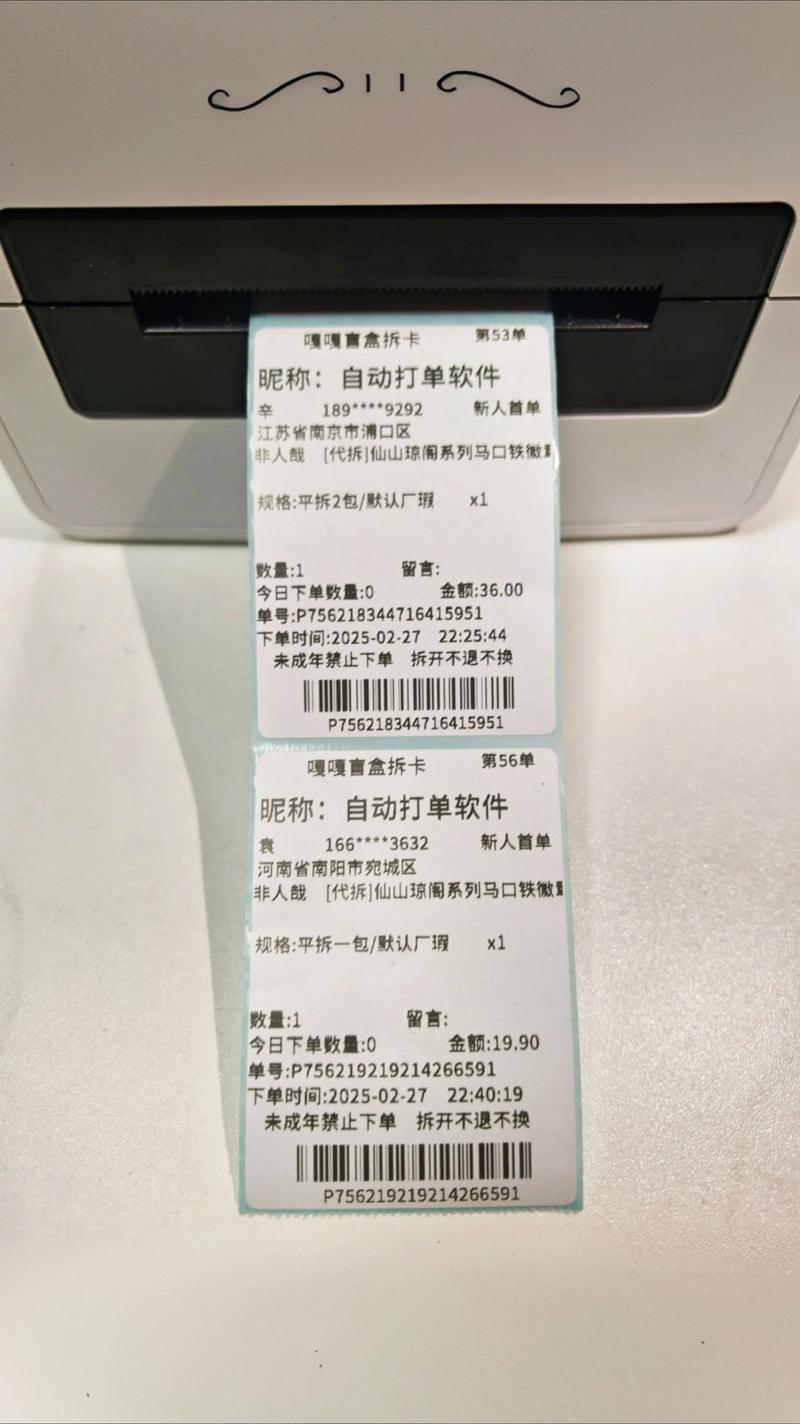 嘎嘎盲盒拆卡 第53单
昵称：自动打单软件
辛 189****9292 新人首单
江苏省南京市浦口区
非人哉 [代拆]仙山琼阁系列马口铁徽
规格:平拆2包/默认厂瑕 x1
数量:1 留言:
今日下单数量:0 金额:36.00
单号:P756218344716415951
下单时间:2025-02-27 22:25:44
未成年禁止下单 拆开不退不换
P756218344716415951
嘎嘎盲盒拆卡 第56单
昵称：自动打单软件
袁 166****3632 新人首单
河南省南阳市宛城区
非人哉 [代拆]仙山琼阁系列马口铁徽
规格:平拆一包/默认厂瑕 x1
数量:1 留言:
今日下单数量:0 金额:19.90
单号:P756219219214266591
下单时间:2025-02-27 22:40:19
未成年禁止下单 拆开不退不换
P756219219214266591